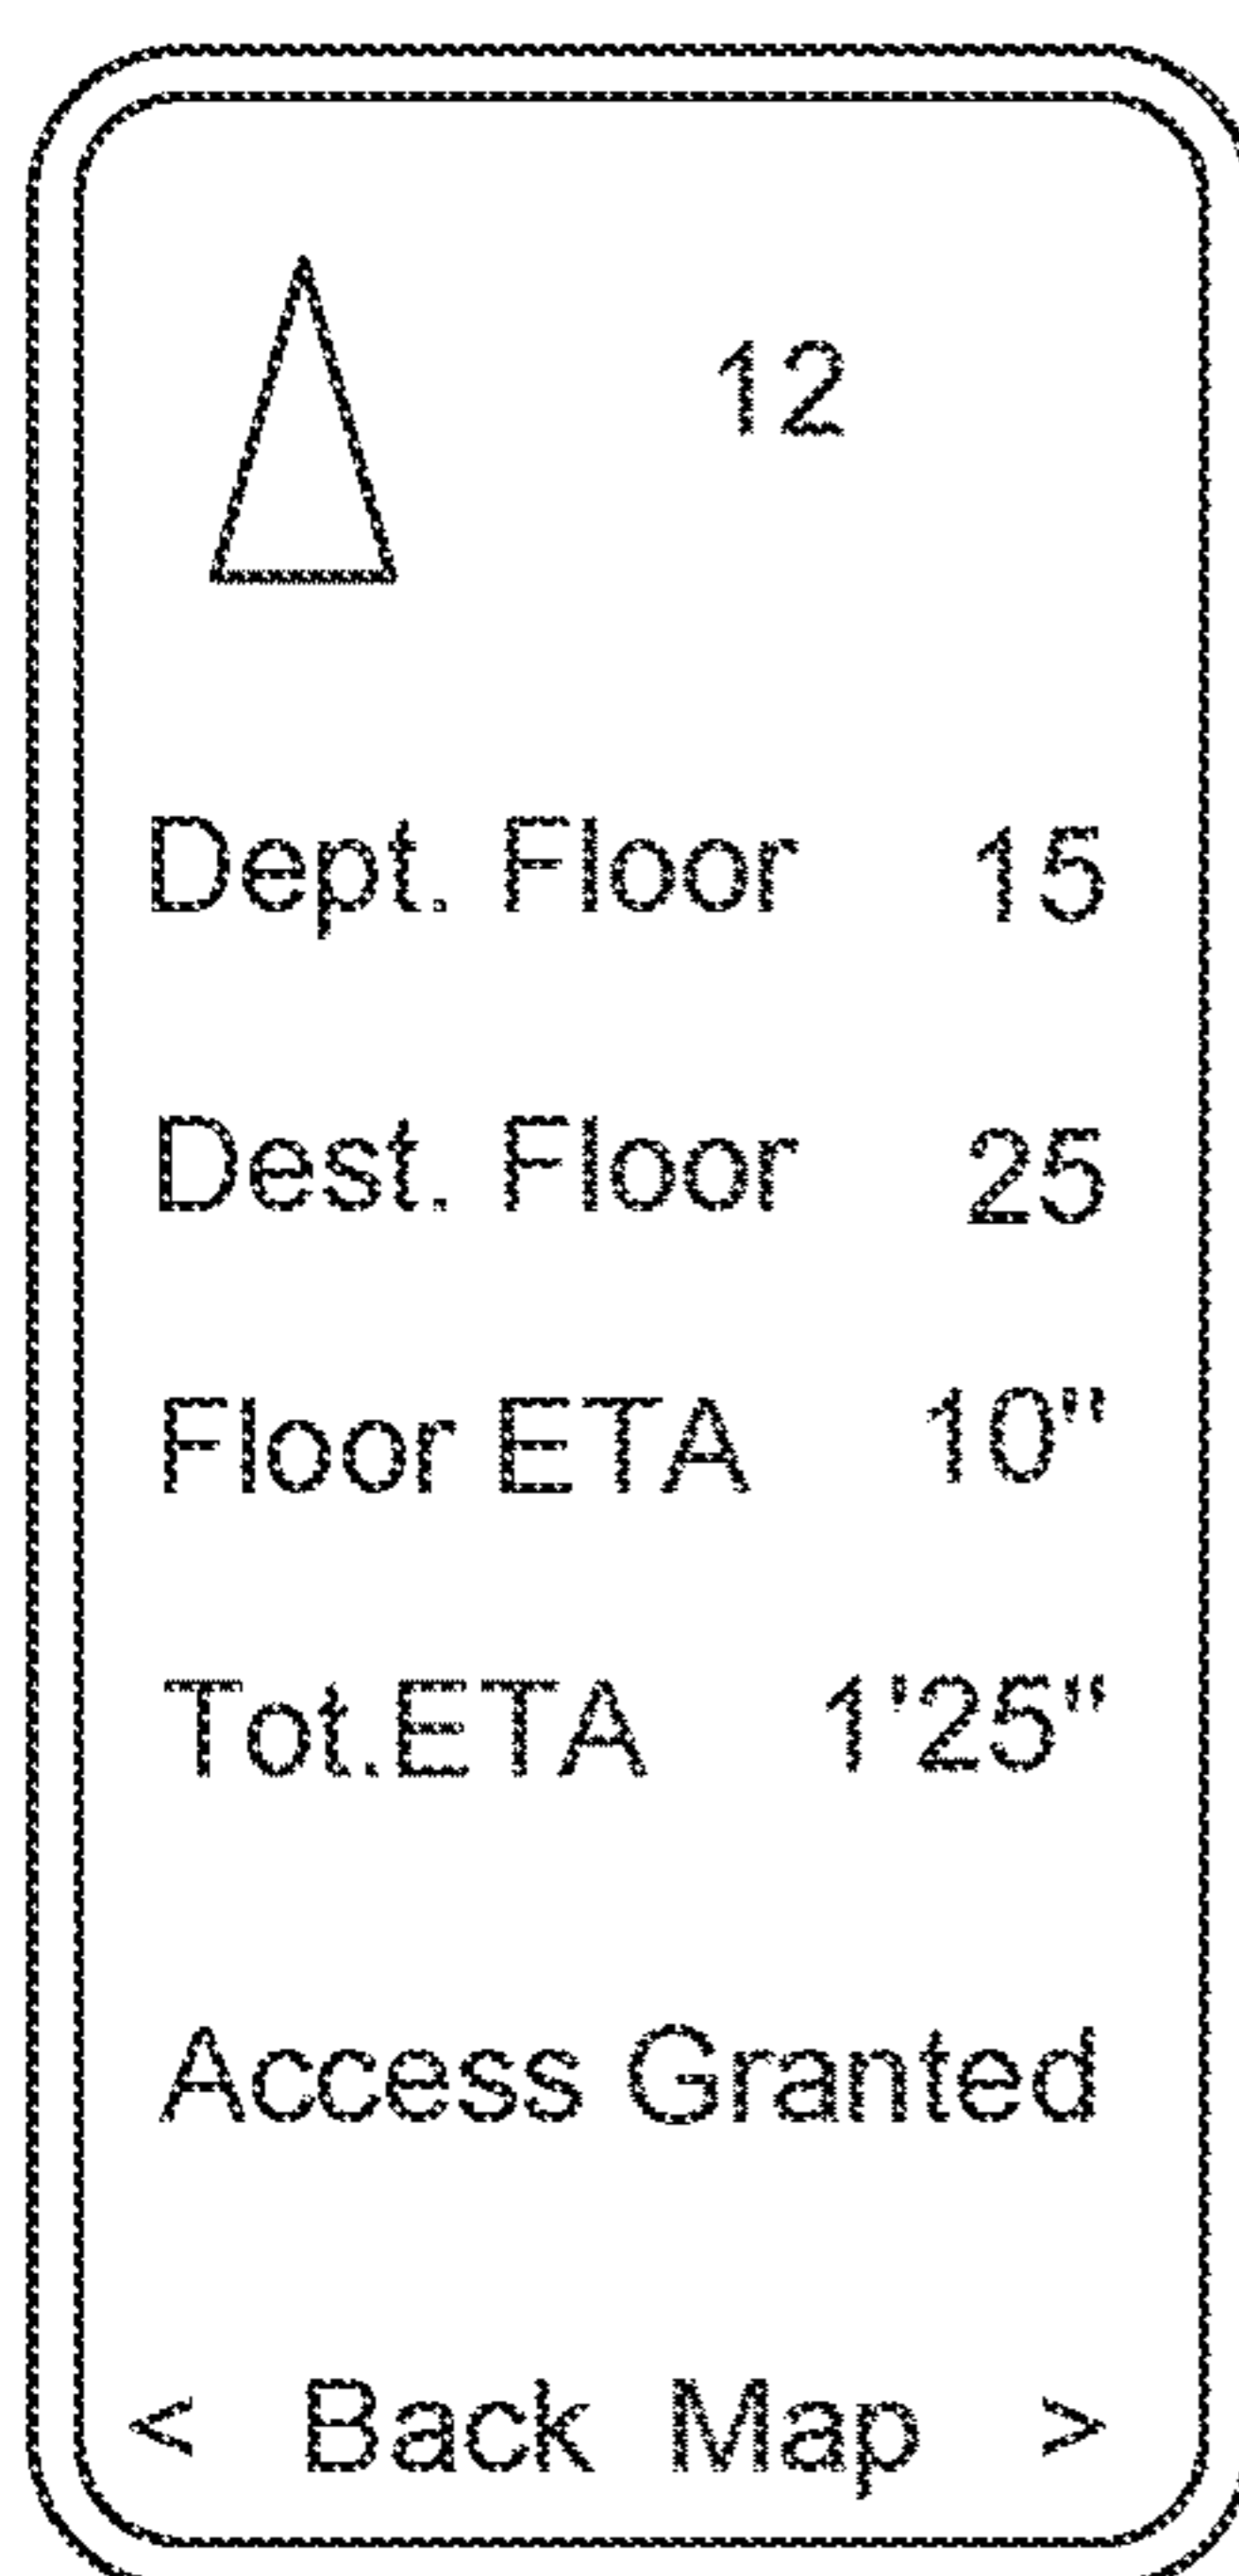 12
Dept. Floor 15
Dest. Floor 25
Floor ETA 10"
Tot.ETA 1'25"
Access Granted
< Back Map >